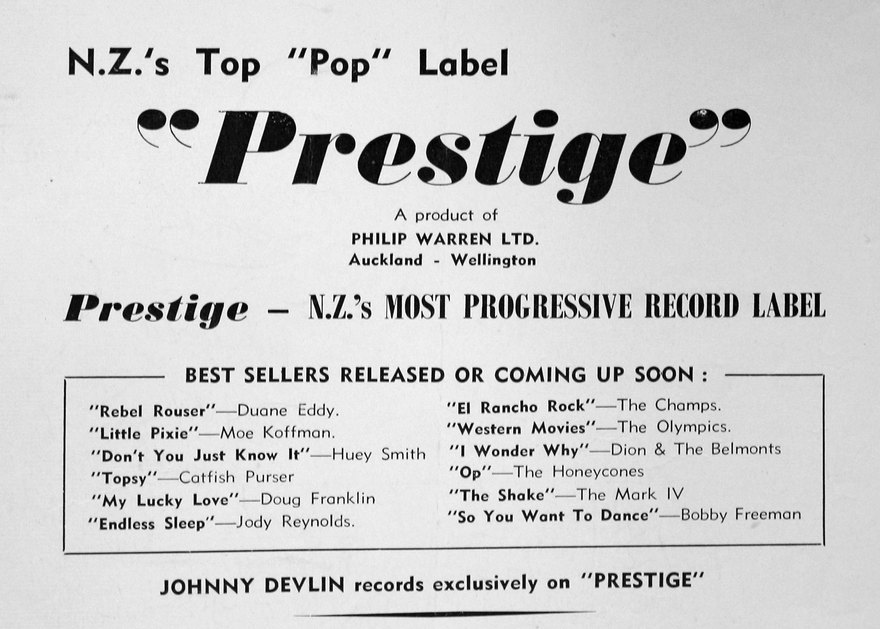 N.Z.'s Top "Pop" Label
"Prestige"
A product of
PHILIP WARREN LTD.
Auckland - Wellington
Prestige – N.Z.'s MOST PROGRESSIVE RECORD LABEL
BEST SELLERS RELEASED OR COMING UP SOON :
"Rebel Rouser"—Duane Eddy.
"Little Pixie"—Moe Koffman.
"Don't You Just Know It"—Huey Smith
"Topsy"—Catfish Purser
"My Lucky Love"—Doug Franklin
"Endless Sleep"—Jody Reynolds.
"El Rancho Rock"—The Champs.
"Western Movies"—The Olympics.
"I Wonder Why"—Dion & The Belmonts
"Op"—The Honeycones
"The Shake"—The Mark IV
"So You Want To Dance"—Bobby Freeman
JOHNNY DEVLIN records exclusively on "PRESTIGE"